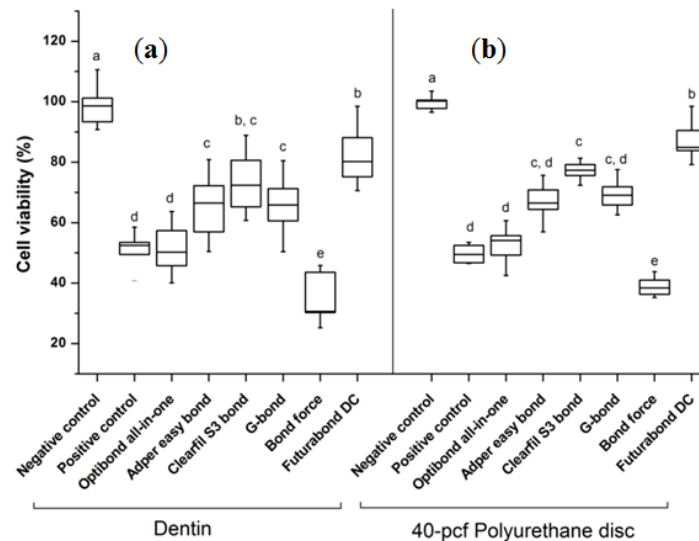 120
100
80
60
40
20
Cell viability (%)
(a)
a
d
d
c
b, c
c
e
b
(b)
a
d
d
c, d
c
c, d
e
b
Negative control
Positive control
Optibond all-in-one
Adper easy bond
Clearfil S3 bond
G-bond
Bond force
Futurabond DC
Negative control
Positive control
Optibond all-in-one
Adper easy bond
Clearfil S3 bond
G-bond
Bond force
Futurabond DC
Dentin
40-pcf Polyurethane disc